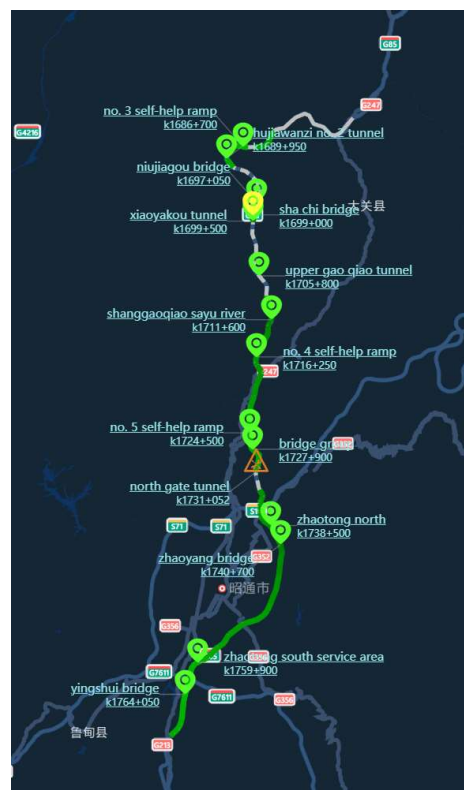 G85
G247
G4216
no. 3 self-help ramp
k1686+700
hujiawanzi no. 2 tunnel
k1689+950
niujiagou bridge
k1697+050
xiaoyakou tunnel
k1699+500
sha chi bridge
k1699+000
大关县
upper gao qiao tunnel
k1705+800
shanggaoqiao sayu river
k1711+600
no. 4 self-help ramp
k1716+250
247
no. 5 self-help ramp
k1724+500
bridge
k1727+900
north gate tunnel
k1731+052
S1
zhaotong north
k1738+500
S71
S71
zhaoyang bridge
k1740+700
G352
昭通市
G356
zhao
ng south service area
k1759+900
G356
G7611
yingshui bridge
k1764+050
G7611
G356
鲁甸县
G213